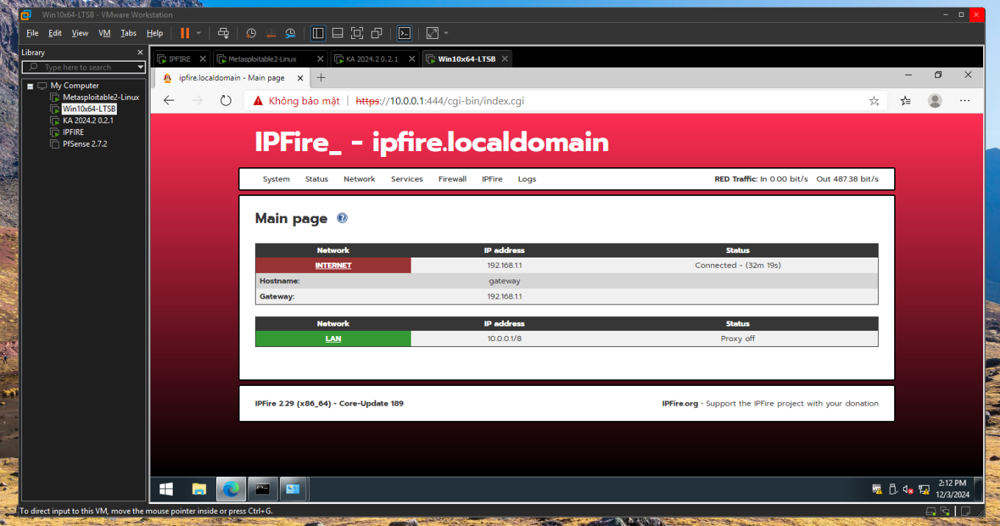 Win10x64-LTSB - VMware Workstation
File Edit View VM Tabs Help
Library
Type here to search
My Computer
Metasploitable2-Linux
Win10x64-LTSB
KA 2024.2 0.2.1
IPFIRE
PfSense 2.7.2
IPFIRE Metasploitable2-Linux KA 2024.2 0.2.1 Win10x64-LTSB
ipfire.localdomain - Main page
Không bảo mật https://10.0.0.1:444/cgi-bin/index.cgi
IPFire_ - ipfire.localdomain
System Status Network Services Firewall IPFire Logs RED Traffic: In 0.00 bit/s Out 487.38 bit/s
Main page
Network IP address Status
INTERNET 192.168.1.1 Connected - (32m 19s)
Hostname: gateway
Gateway: 192.168.1.1
Network IP address Status
LAN 10.0.0.1/8 Proxy off
IPFire 2.29 (x86_64) - Core-Update 189 IPFire.org • Support the IPFire project with your donation
2:12 PM
12/3/2024
To direct input to this VM, move the mouse pointer inside or press Ctrl+G.